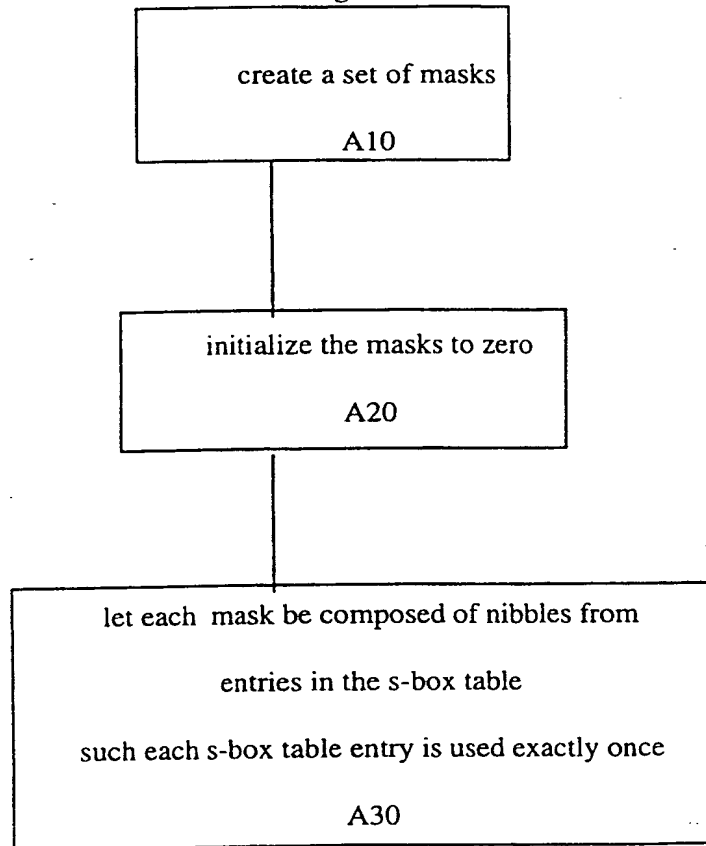 create a set of masks
A10
initialize the masks to zero
A20
let each mask be composed of nibbles from
entries in the s-box table
such each s-box table entry is used exactly once
A30